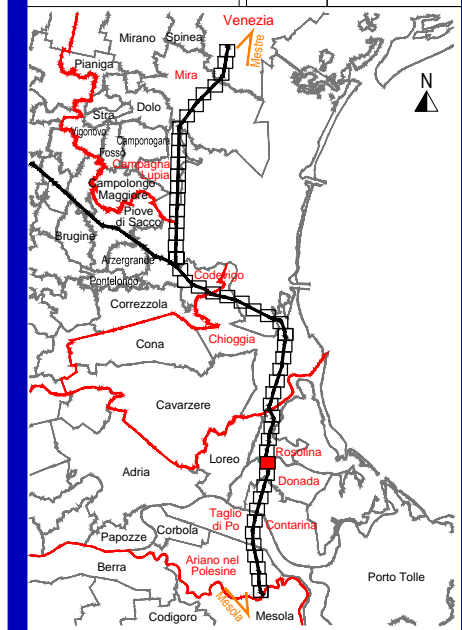 Venezia
Mirano
Spinea
Mestre
Pianiga
Mira
N
Dolo
Stra
Vigonovo
Camponogara
Fossò
Campagna
Lupia
Campolongo
Maggiore
Piove
di Sacco
Brugine
Arzergrande
Codevigo
Pontelongo
Correzzola
Chioggia
Cona
Cavarzere
Rosolina
Loreo
Adria
Donada
Taglio
di Po
Contarina
Corbola
Papozze
Ariano nel
Polesine
Berra
Porto Tolle
Mesola
Mesola
Codigoro